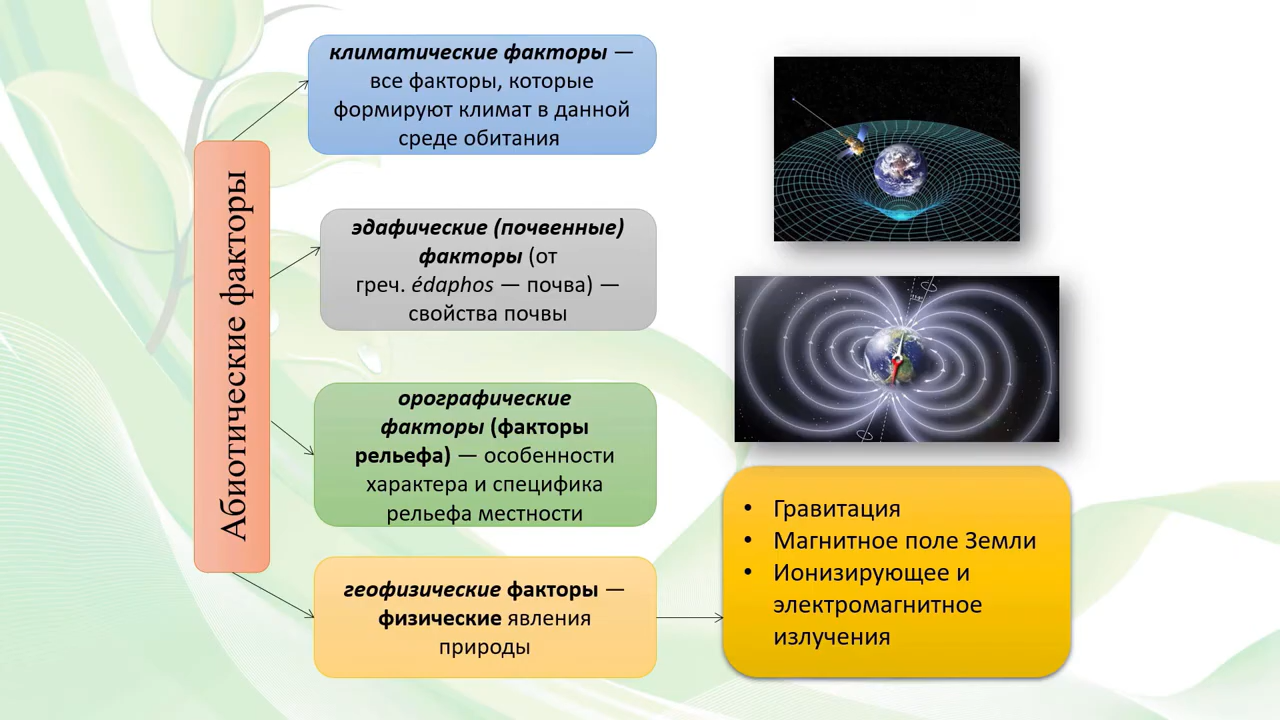 Абиотические факторы
климатические факторы —
все факторы, которые
формируют климат в данной
среде обитания
эдафические (почвенные)
факторы (от
греч. édaphos — почва) —
свойства почвы
орографические
факторы (факторы
рельефа) — особенности
характера и специфика
рельефа местности
геофизические факторы —
физические явления
природы
• Гравитация
• Магнитное поле Земли
• Ионизирующее и
электромагнитное
излучения